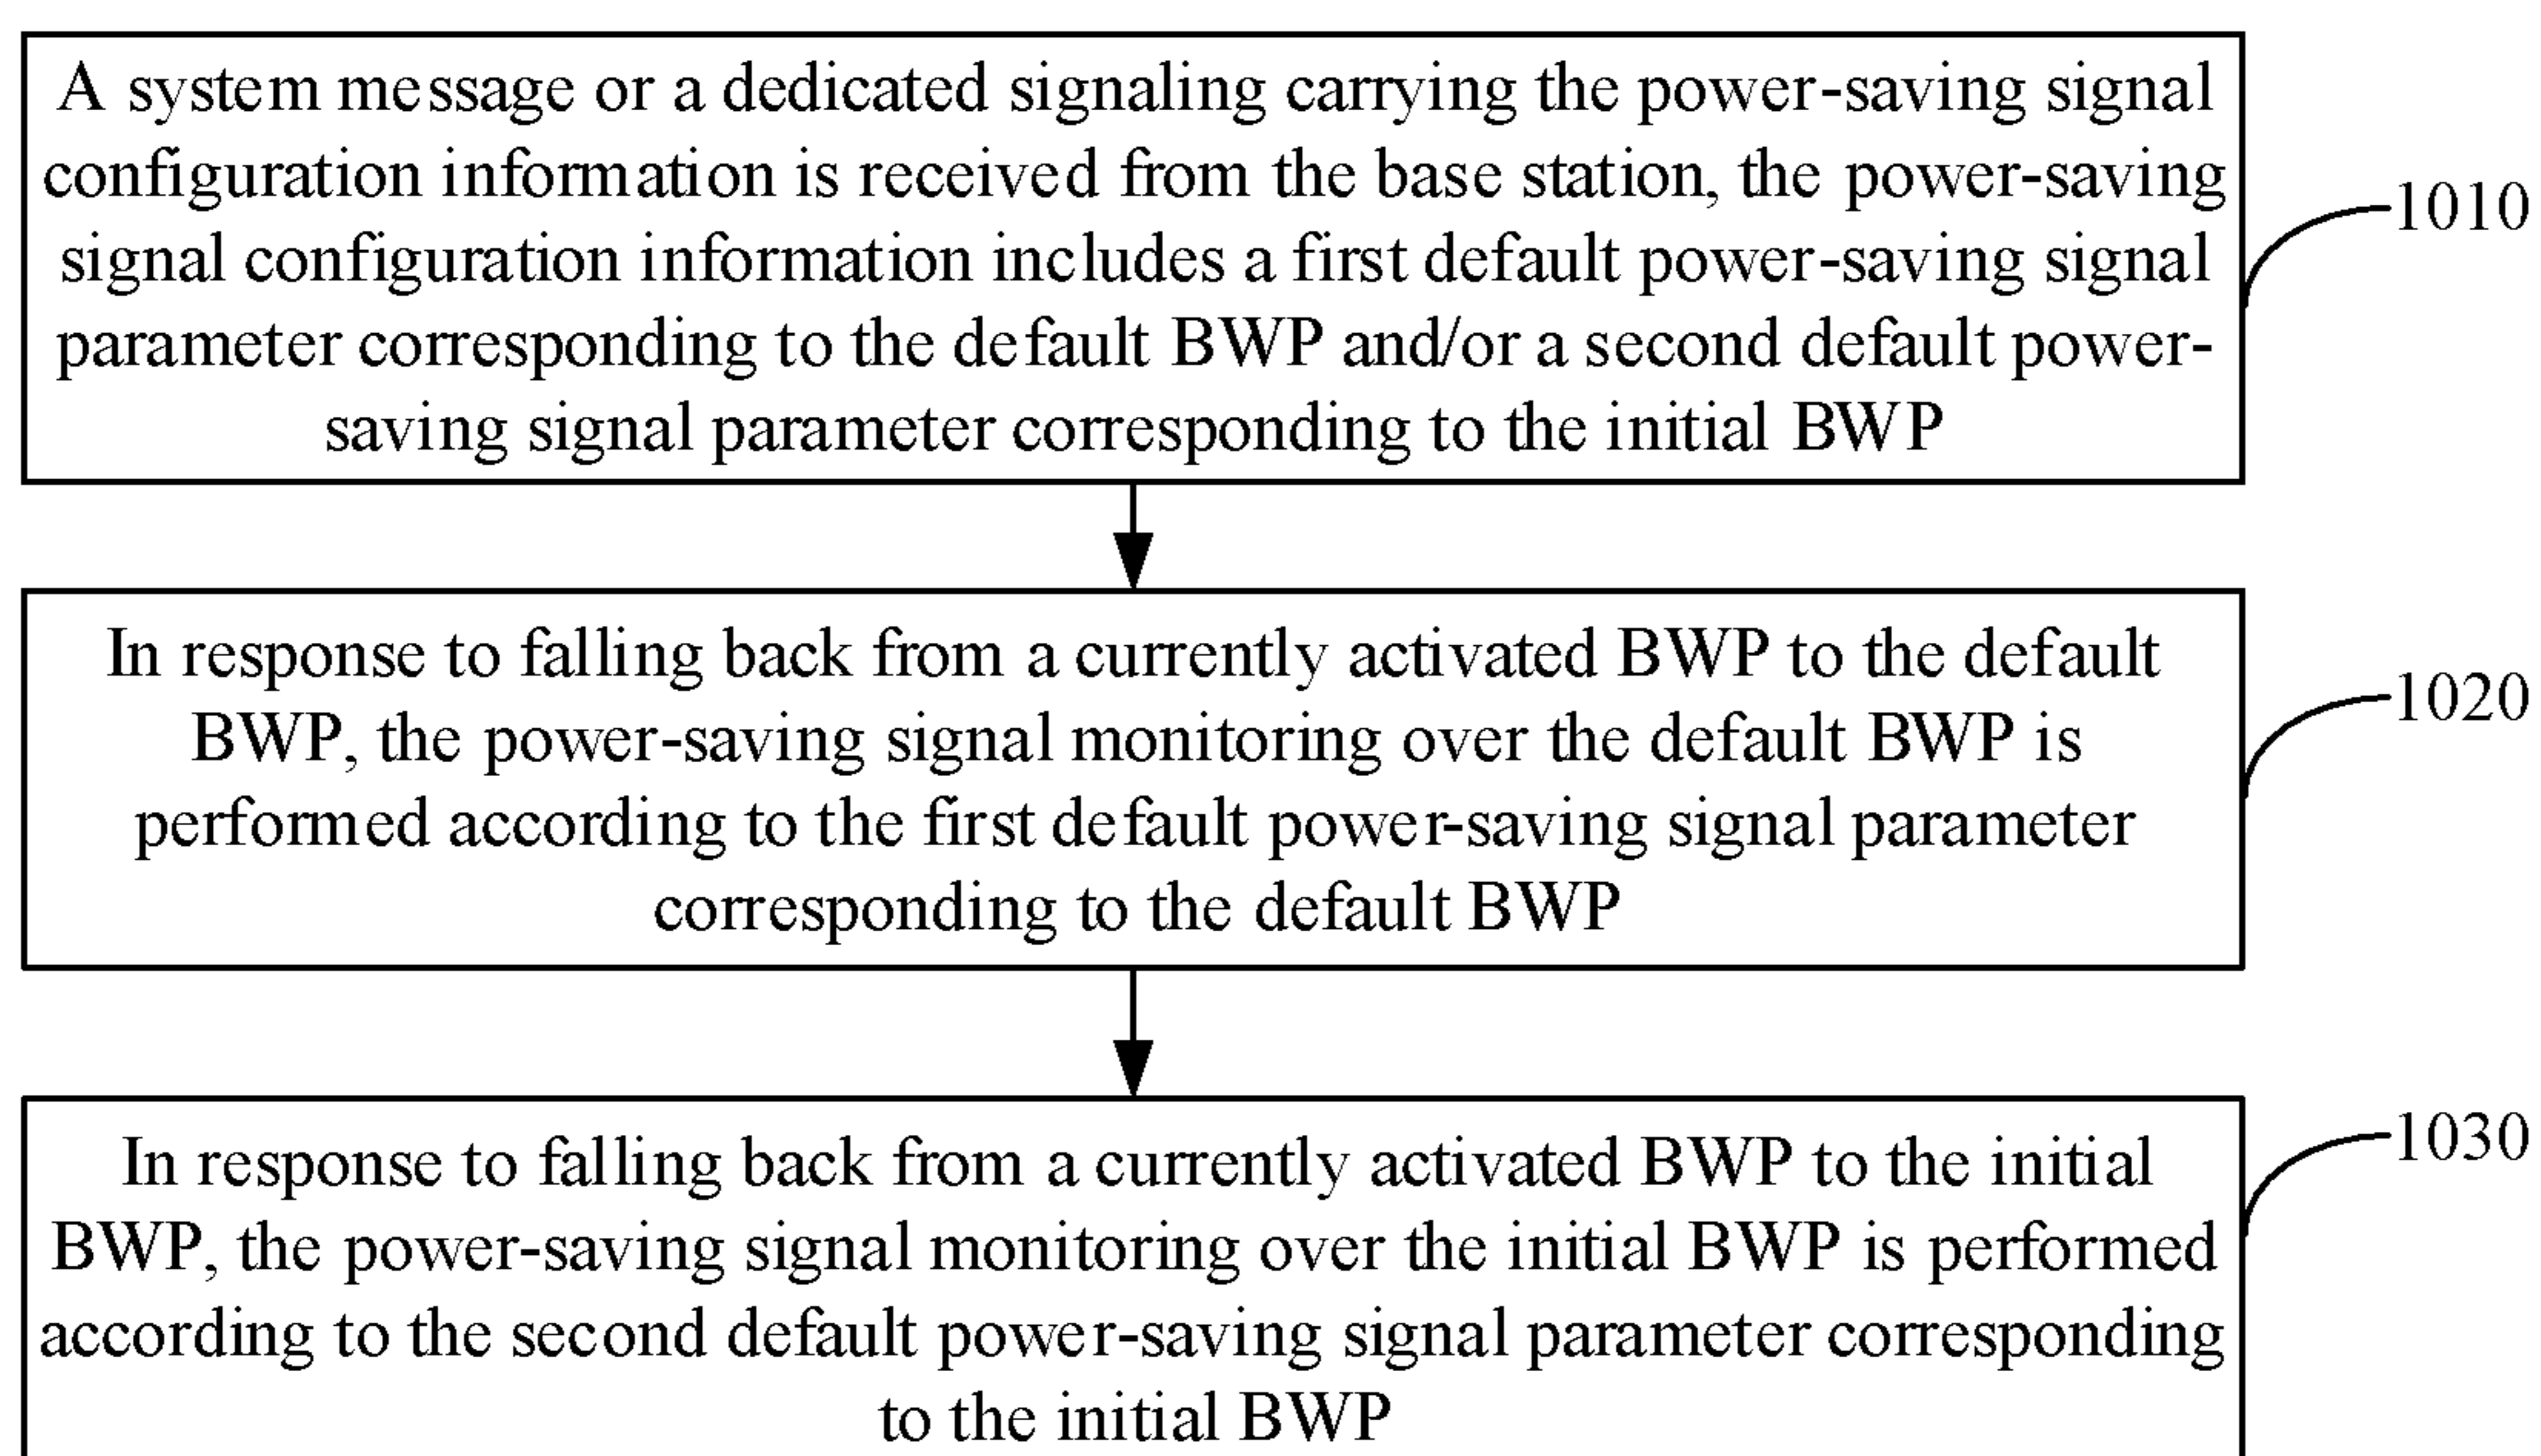 A system message or a dedicated signaling carrying the power-saving signal
configuration information is received from the base station, the power-saving
signal configuration information includes a first default power-saving signal
parameter corresponding to the default BWP and/or a second default power-
saving signal parameter corresponding to the initial BWP
1010
In response to falling back from a currently activated BWP to the default
BWP, the power-saving signal monitoring over the default BWP is
performed according to the first default power-saving signal parameter
corresponding to the default BWP
1020
In response to falling back from a currently activated BWP to the initial
BWP, the power-saving signal monitoring over the initial BWP is performed
according to the second default power-saving signal parameter corresponding
to the initial BWP
1030